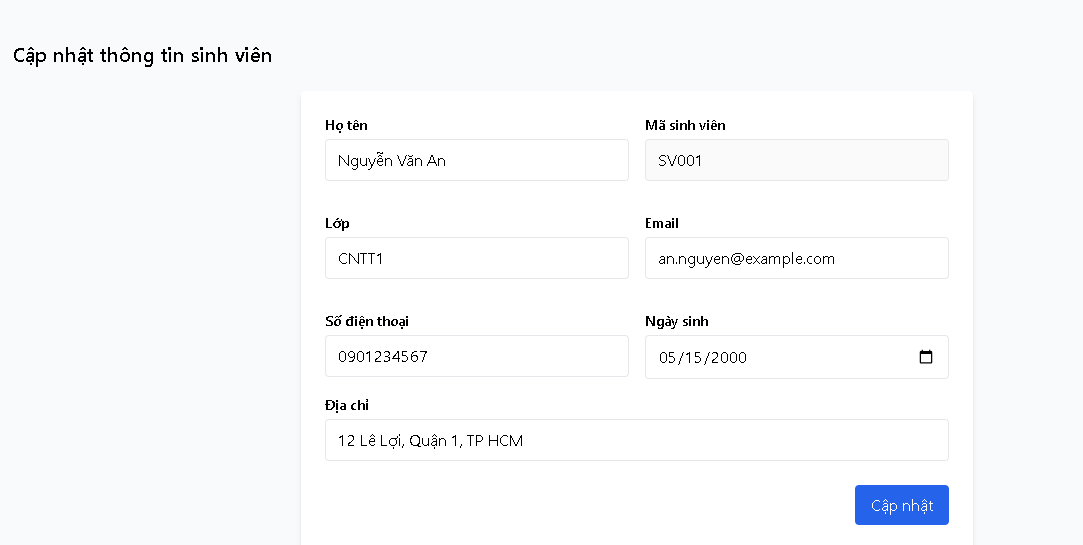 Cập nhật thông tin sinh viên
Họ tên
Mã sinh viên
Nguyễn Văn An
SV001
Lớp
Email
CNTT1
an.nguyen@example.com
Số điện thoại
Ngày sinh
0901234567
05/15/2000
Địa chỉ
12 Lê Lợi, Quận 1, TP HCM
Cập nhật